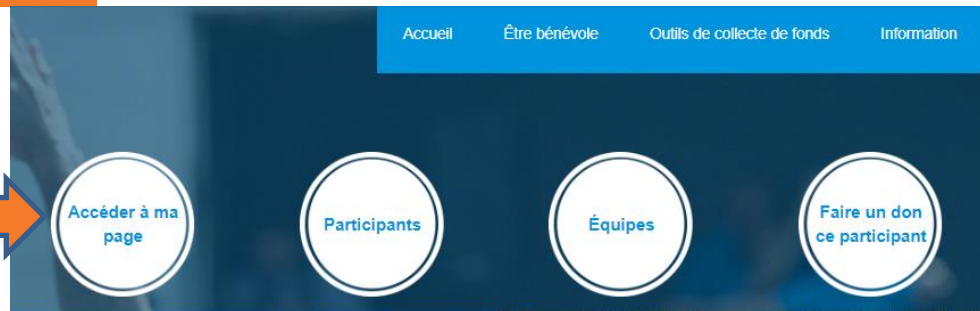 Accueil Être bénévole Outils de collecte de fonds Information
Accéder à ma
page
Participants
Équipes
Faire un don
ce participant